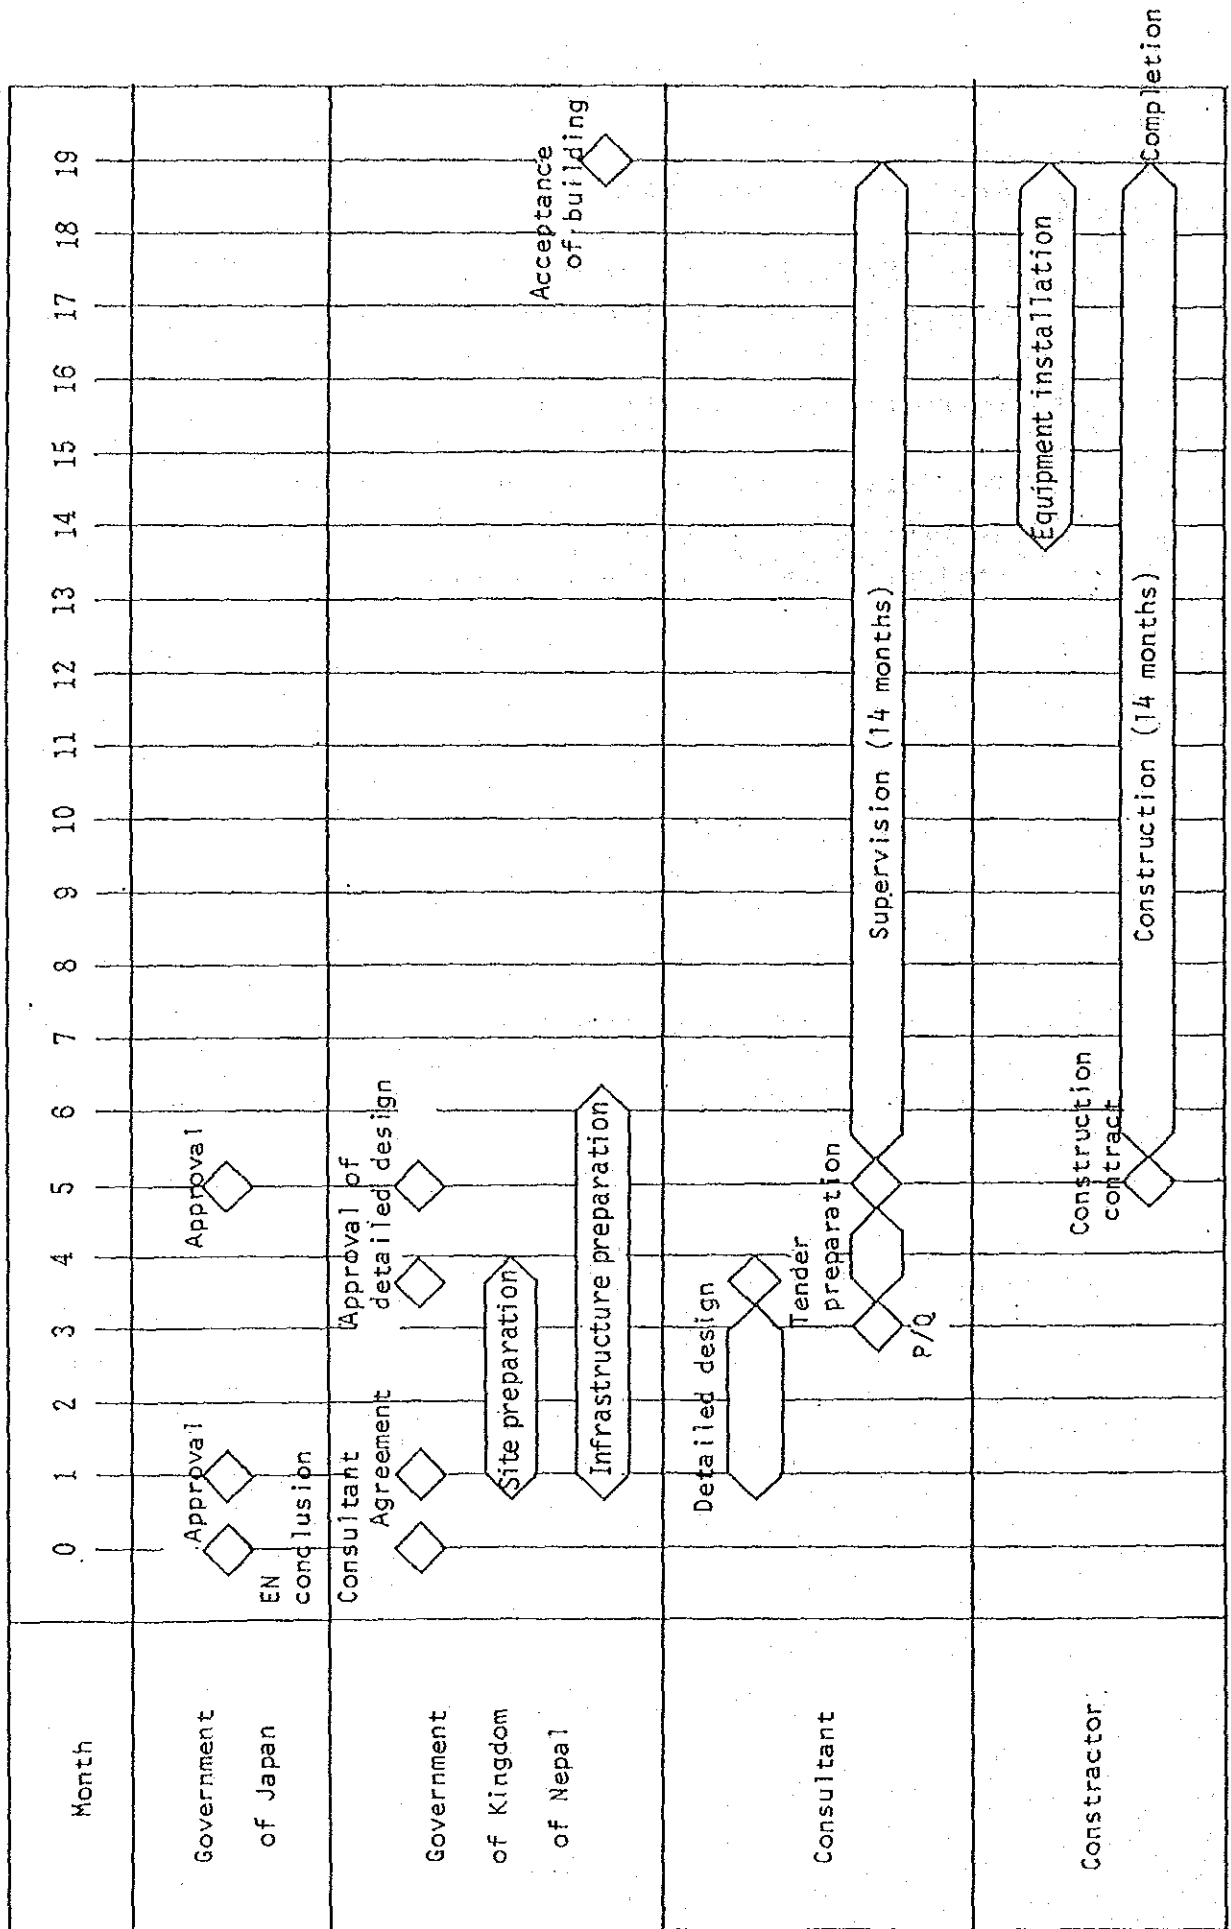 Month
0 1 2 3 4 5 6 7 8 9 10 11 12 13 14 15 16 17 18 19
Government
of Japan
Approval
Approval
EN
conclusion
Government
of Kingdom
of Nepal
Consultant
Agreement
Approval of
detailed design
Site preparation
Infrastructure preparation
Acceptance
of building
Consultant
Detailed design
Tender
preparation
P/Q
Supervision (14 months)
Constractor
Equipment installation
Construction
contract
Construction (14 months)
Completion